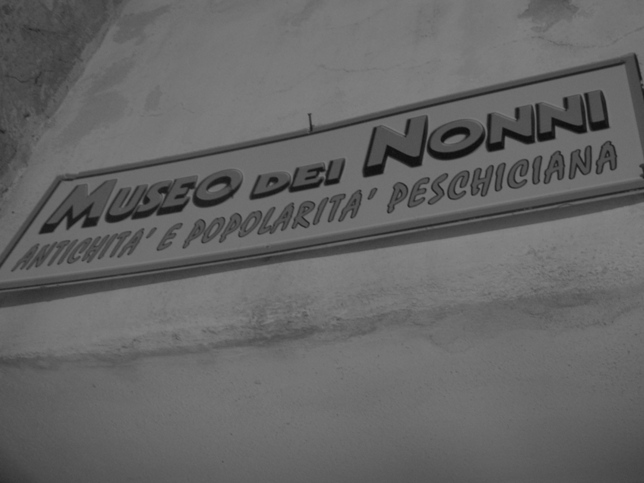 MUSEO DEI NONNI
ANTICHITA' E POPOLARITA' PESCHICIANA